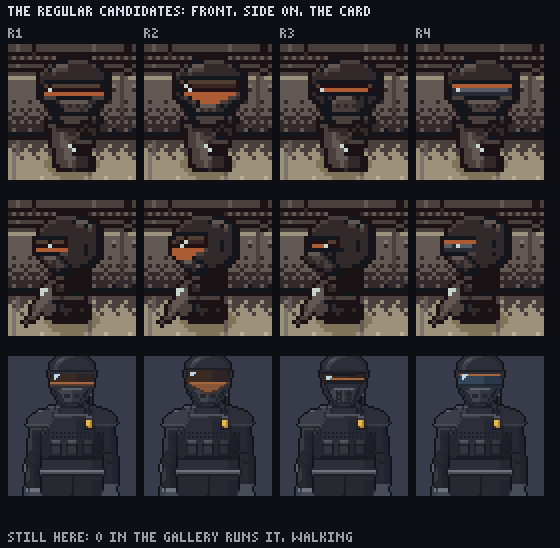 THE REGULAR CANDIDATES: FRONT. SIDE ON. THE CARD
R1 R2 R3 R4
STILL HERE: O IN THE GALLERY RUNS IT. WALKING